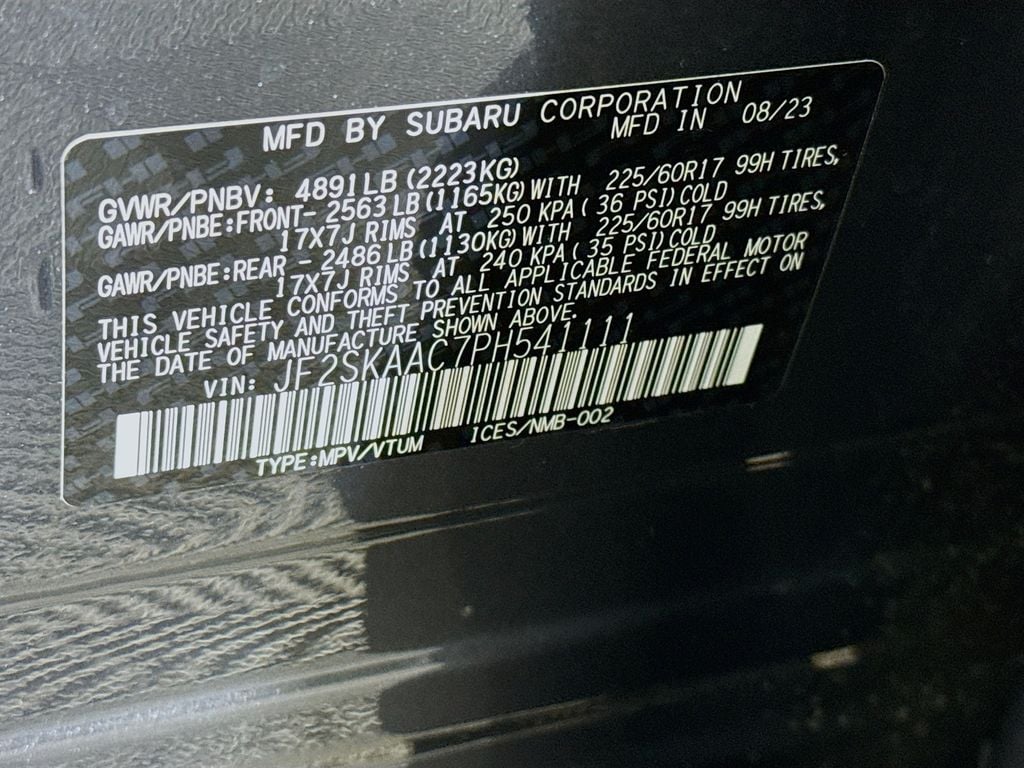 MFD BY SUBARU CORPORATION
MFD IN 08/23
GVWR/PNBV: 4891LB (2223KG)
GAWR/PNBE:FRONT- 2563LB (1165KG)WITH 225/60R17 99H TIRES,
17X7J RIMS AT 250 KPA( 36 PSI)COLD
GAWR/PNBE:REAR - 2486LB (1130KG)WITH 225/60R17 99H TIRES,
17X7J RIMS AT 240 KPA( 35 PSI)COLD
THIS VEHICLE CONFORMS TO ALL APPLICABLE FEDERAL MOTOR
VEHICLE SAFETY AND THEFT PREVENTION STANDARDS IN EFFECT ON
THE DATE OF MANUFACTURE SHOWN ABOVE.
VIN: JF2SKAAC7PH541111
TYPE:MPV/VTUM ICES/NMB-002